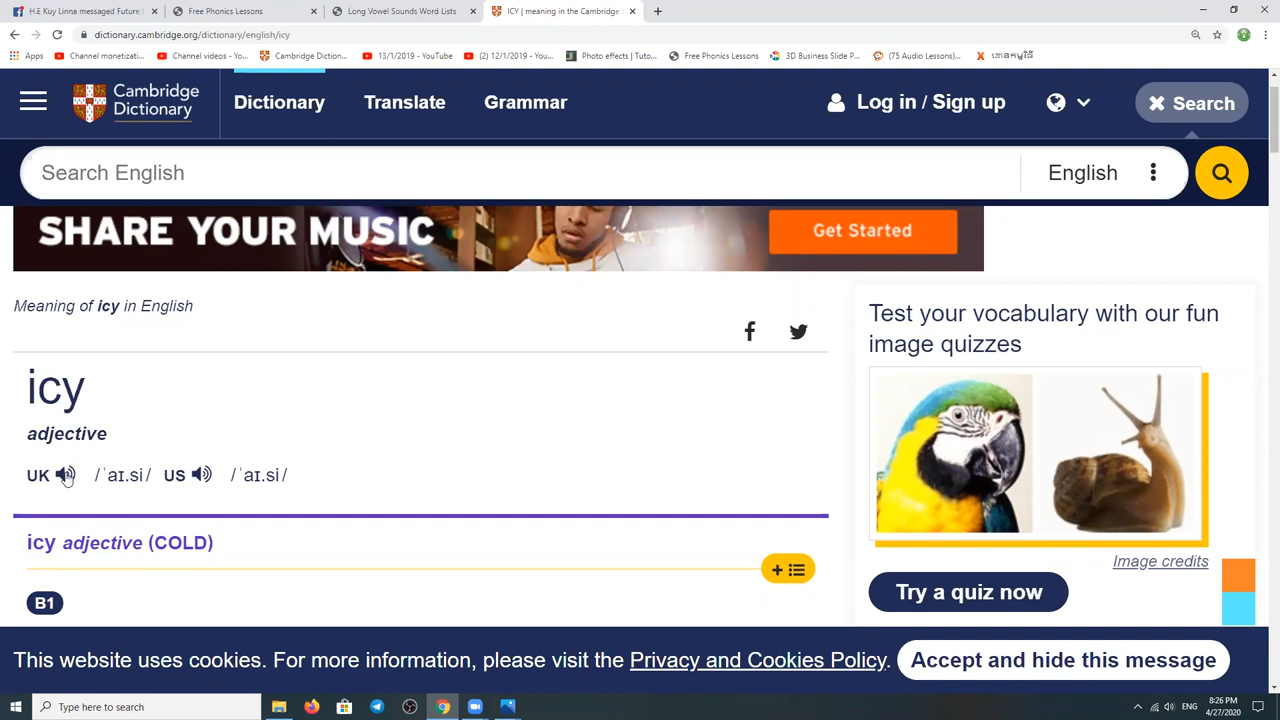 H.E Kuy Linna messaged Future
Free Phonics Lessons
Long Vowel Sounds Word Lists
ICY | meaning in the Cambridge
dictionary.cambridge.org/dictionary/english/icy
Apps
Channel monetizati...
Channel videos - Yo...
Cambridge Diction...
13/1/2019 - YouTube
(2) 12/1/2019 - You...
Photo effects | Tuto...
Free Phonics Lessons
3D Business Slide P...
(75 Audio Lessons)...
Cambridge Dictionary
Dictionary
Translate
Grammar
Log in / Sign up
Search
Search English
English
SHARE YOUR MUSIC
Get Started
Meaning of icy in English
Test your vocabulary with our fun
image quizzes
icy
adjective
UK /ˈaɪ.si/ US /ˈaɪ.si/
icy adjective (COLD)
Image credits
B1
Try a quiz now
This website uses cookies. For more information, please visit the Privacy and Cookies Policy.
Accept and hide this message
Type here to search
ENG
8:26 PM
4/27/2020